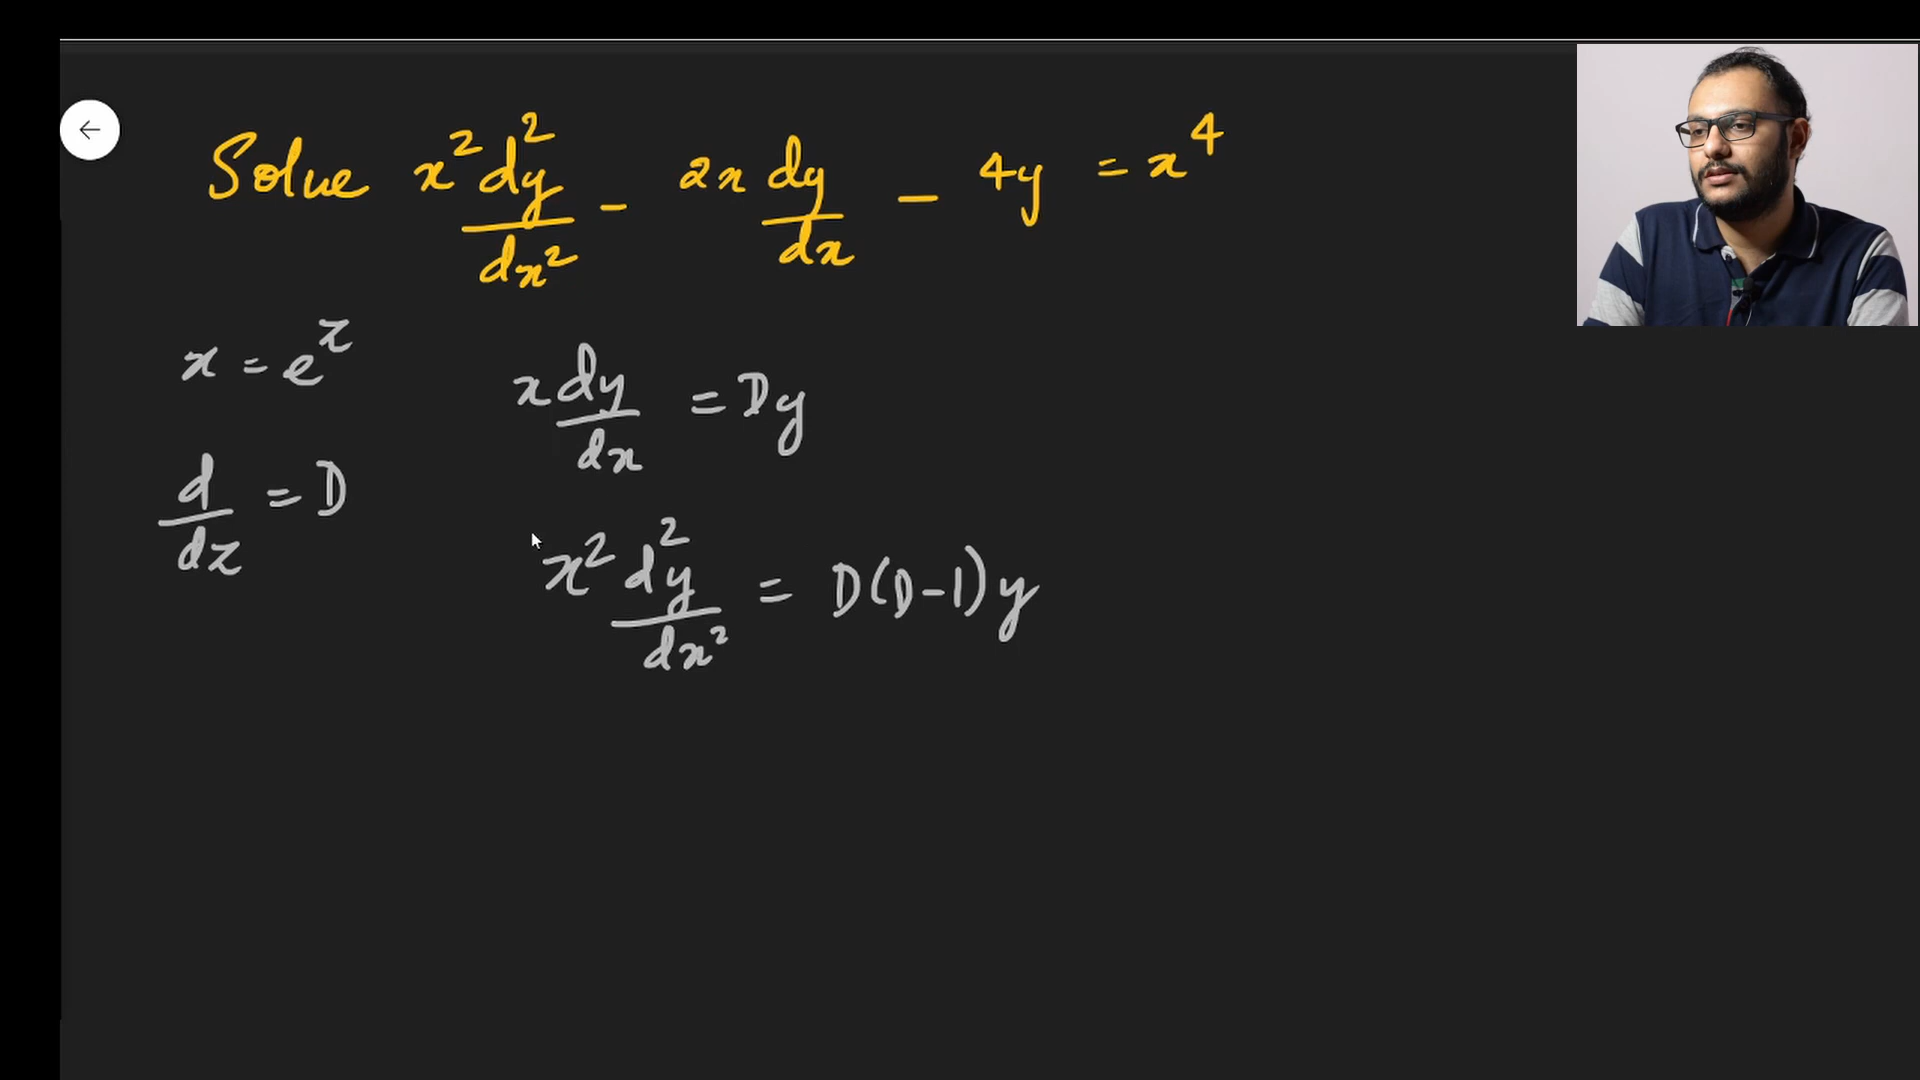 Solve x² d²y/dx² - 2x dy/dx - 4y = x⁴
x = e^z
x dy/dx = Dy
d/dz = D
x² d²y/dx² = D(D-1)y